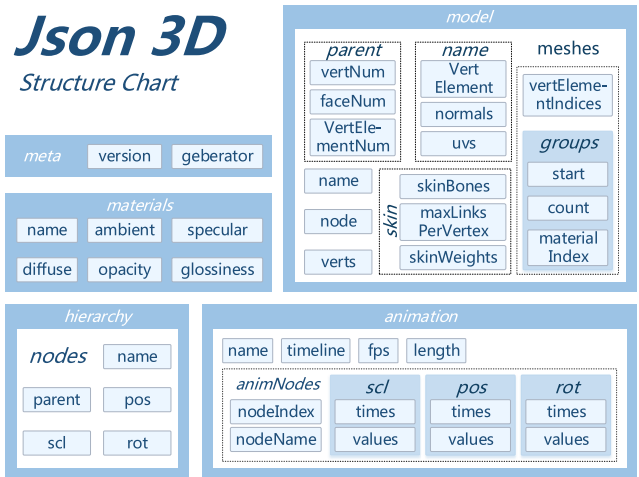 Json 3D
Structure Chart
meta
version
geberator
materials
name
ambient
specular
diffuse
opacity
glossiness
model
parent
vertNum
faceNum
VertEle-
mentNum
name
Vert
Element
normals
uvs
meshes
vertEleme-
ntIndices
groups
start
count
material
Index
name
node
verts
skin
skinBones
maxLinks
PerVertex
skinWeights
hierarchy
nodes
name
parent
pos
scl
rot
animation
name
timeline
fps
length
animNodes
nodeIndex
nodeName
scl
times
values
pos
times
values
rot
times
values